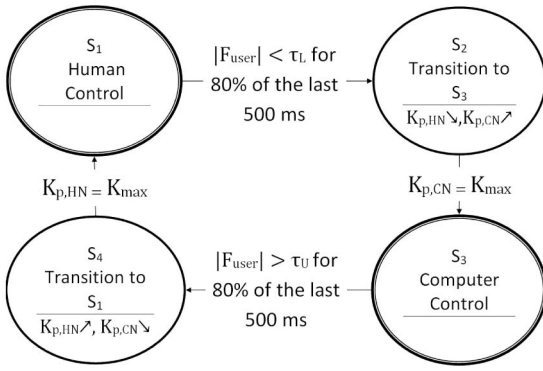 S₁
Human
Control
|Fuser| < τL for
80% of the last
500 ms
S₂
Transition to
S₃
Kp,HN↘,Kp,CN↗
Kp,HN = Kmax
Kp,CN = Kmax
S₄
Transition to
S₁
Kp,HN↗, Kp,CN↘
|Fuser| > τU for
80% of the last
500 ms
S₃
Computer
Control